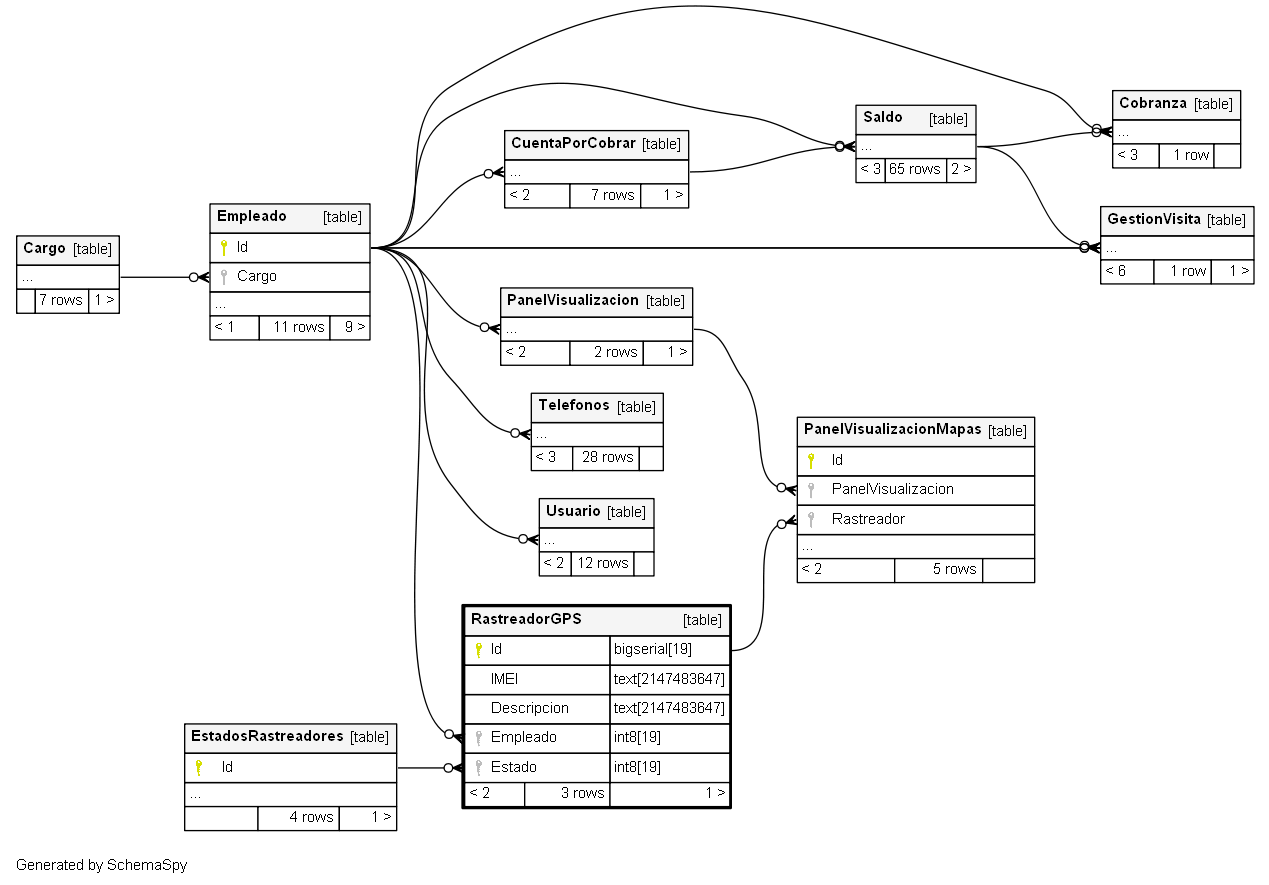 Cobranza [table]
...
< 3 1 row
Saldo [table]
...
< 3 65 rows 2 >
CuentaPorCobrar [table]
...
< 2 7 rows 1 >
GestionVisita [table]
...
< 6 1 row 1 >
Empleado [table]
Id
Cargo
...
< 1 11 rows 9 >
Cargo [table]
...
7 rows 1 >
PanelVisualizacion [table]
...
< 2 2 rows 1 >
Telefonos [table]
...
< 3 28 rows
PanelVisualizacionMapas [table]
Id
PanelVisualizacion
Rastreador
...
< 2 5 rows
Usuario [table]
...
< 2 12 rows
RastreadorGPS [table]
Id bigserial[19]
IMEI text[2147483647]
Descripcion text[2147483647]
Empleado int8[19]
Estado int8[19]
< 2 3 rows 1 >
EstadosRastreadores [table]
Id
...
4 rows 1 >
Generated by SchemaSpy